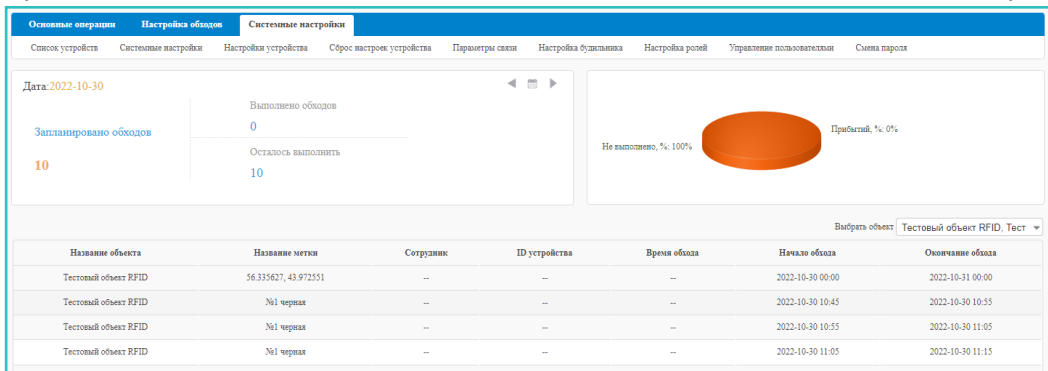 Основные операции Настройка обходов Системные настройки
Список устройств Системные настройки Настройки устройства Сброс настроек устройства Параметры связи Настройка будильника Настройка ролей Управление пользователями Смена пароля
Дата:2022-10-30
Запланировано обходов
10
Выполнено обходов
0
Осталось выполнить
10
Не выполнено, %: 100%
Прибытий, %: 0%
Выбрать объект Тестовый объект RFID, Тест
Название объекта Название метки Сотрудник ID устройства Время обхода Начало обхода Окончание обхода
Тестовый объект RFID 56.335627, 43.972551 -- -- -- 2022-10-30 00:00 2022-10-31 00:00
Тестовый объект RFID №1 черная -- -- -- 2022-10-30 10:45 2022-10-30 10:55
Тестовый объект RFID №1 черная -- -- -- 2022-10-30 10:55 2022-10-30 11:05
Тестовый объект RFID №1 черная -- -- -- 2022-10-30 11:05 2022-10-30 11:15